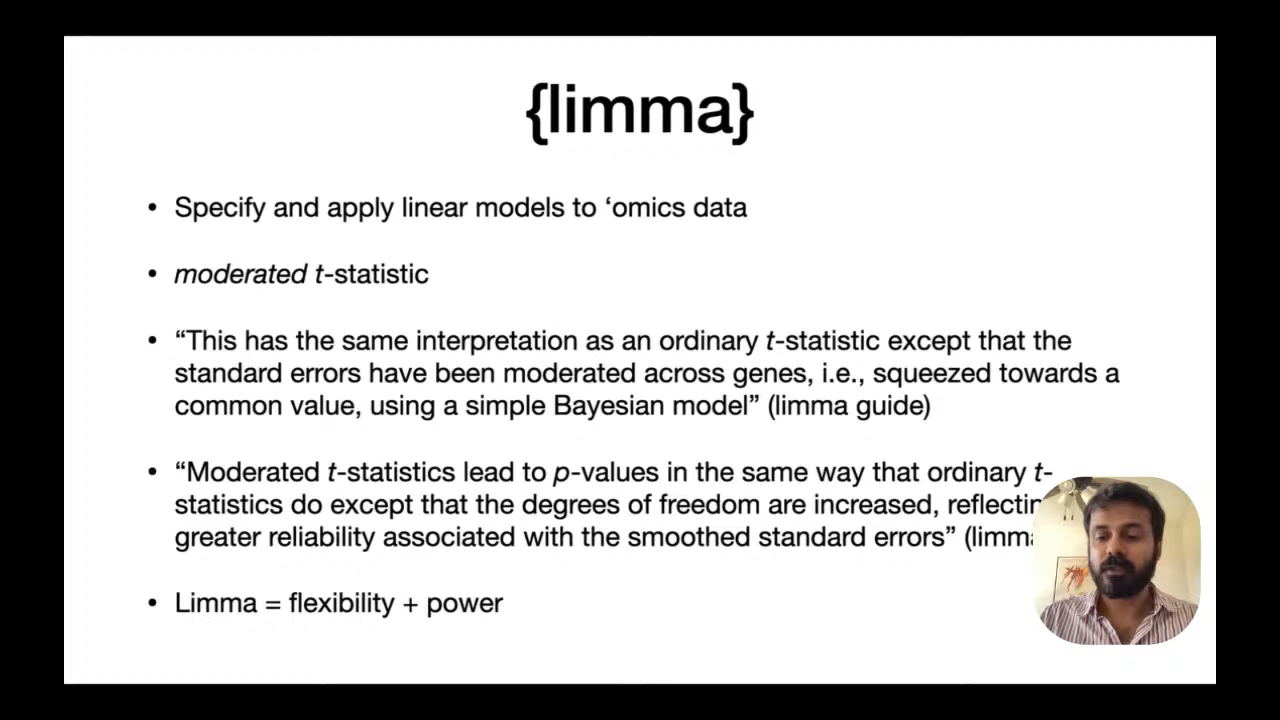 {limma}
• Specify and apply linear models to ‘omics data
• moderated t-statistic
• “This has the same interpretation as an ordinary t-statistic except that the
standard errors have been moderated across genes, i.e., squeezed towards a
common value, using a simple Bayesian model” (limma guide)
• “Moderated t-statistics lead to p-values in the same way that ordinary t-
statistics do except that the degrees of freedom are increased,
greater reliability associated with the smoothed standard errors”
• Limma = flexibility + power